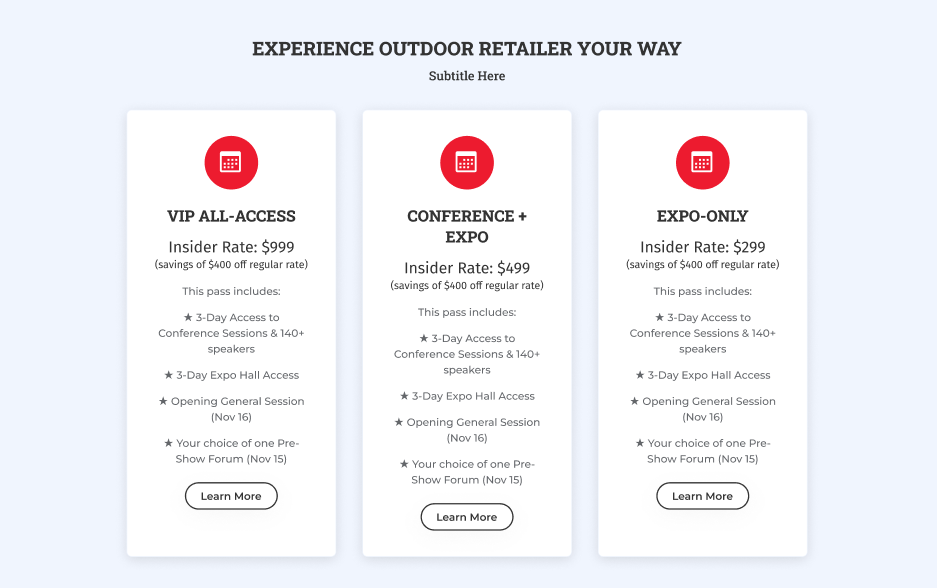 EXPERIENCE OUTDOOR RETAILER YOUR WAY
Subtitle Here
VIP ALL-ACCESS
Insider Rate: $999
(savings of $400 off regular rate)
This pass includes:
★ 3-Day Access to
Conference Sessions & 140+
speakers
★ 3-Day Expo Hall Access
★ Opening General Session
(Nov 16)
★ Your choice of one Pre-
Show Forum (Nov 15)
Learn More
CONFERENCE +
EXPO
Insider Rate: $499
(savings of $400 off regular rate)
This pass includes:
★ 3-Day Access to
Conference Sessions & 140+
speakers
★ 3-Day Expo Hall Access
★ Opening General Session
(Nov 16)
★ Your choice of one Pre-
Show Forum (Nov 15)
Learn More
EXPO-ONLY
Insider Rate: $299
(savings of $400 off regular rate)
This pass includes:
★ 3-Day Access to
Conference Sessions & 140+
speakers
★ 3-Day Expo Hall Access
★ Opening General Session
(Nov 16)
★ Your choice of one Pre-
Show Forum (Nov 15)
Learn More